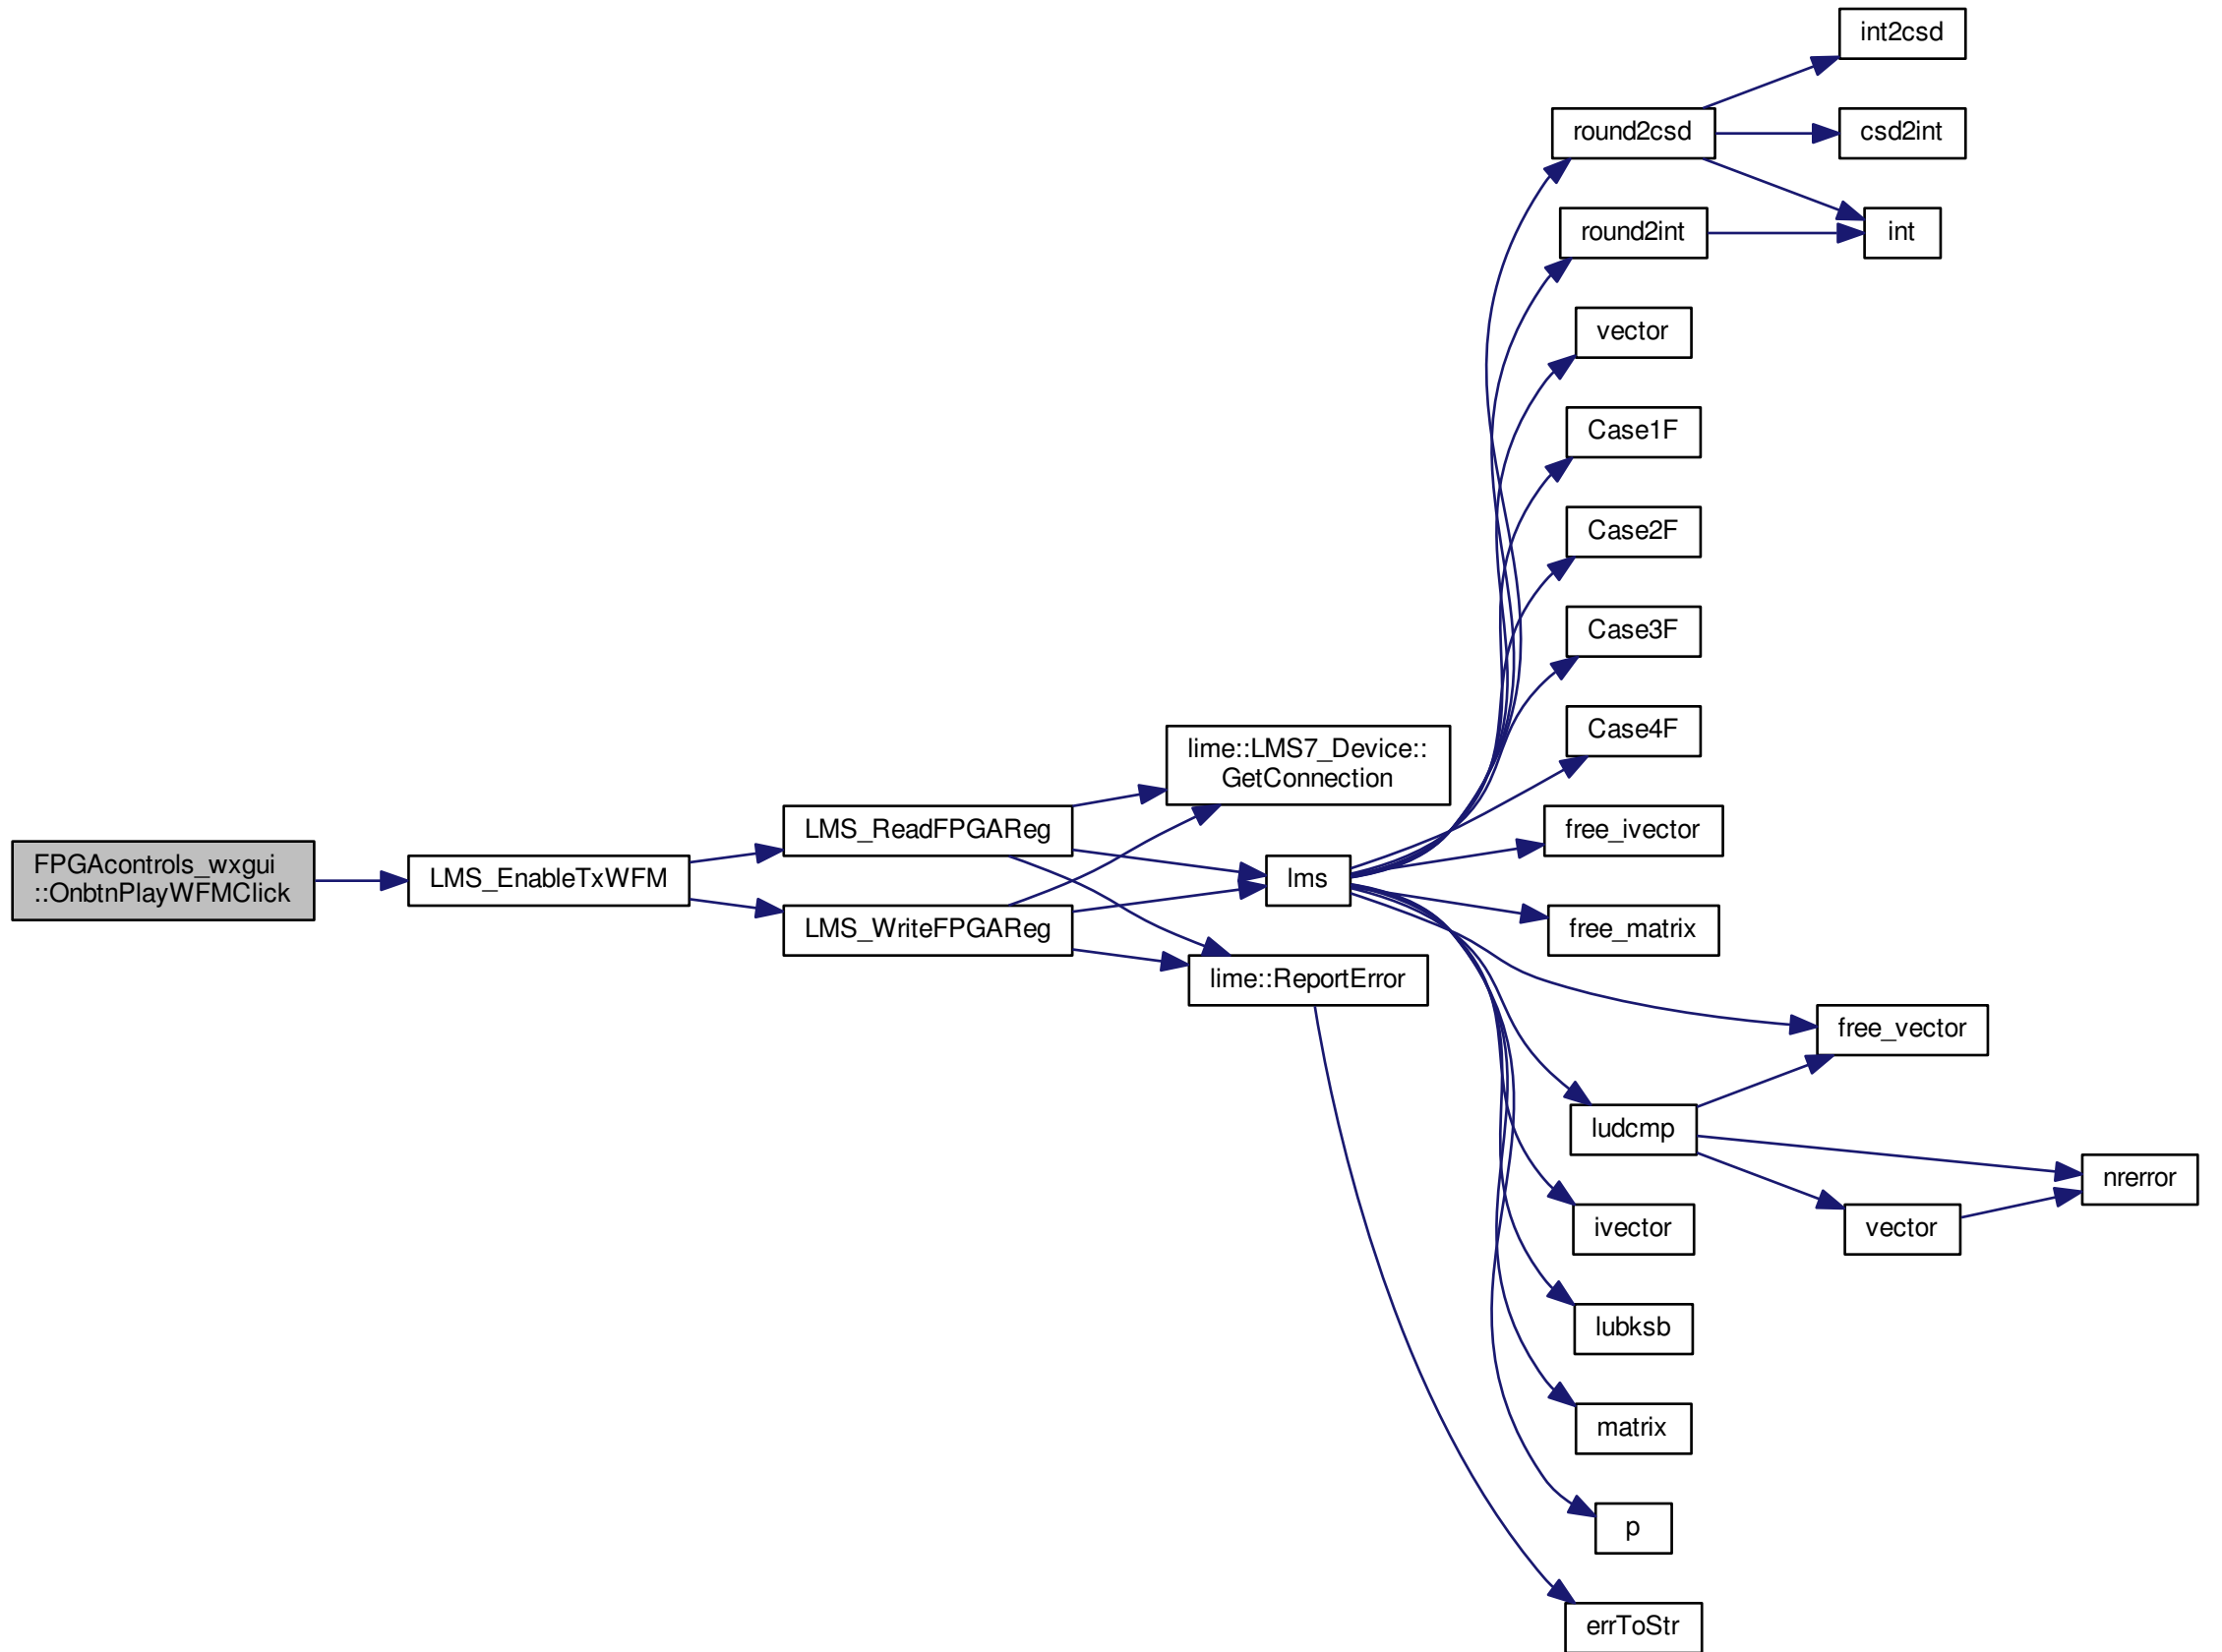 FPGAcontrols_wxgui
::OnbtnPlayWFMClick
LMS_EnableTxWFM
LMS_ReadFPGAReg
LMS_WriteFPGAReg
lime::LMS7_Device::
GetConnection
lms
lime::ReportError
round2csd
round2int
vector
Case1F
Case2F
Case3F
Case4F
free_ivector
free_matrix
ludcmp
ivector
lubksb
matrix
p
errToStr
int2csd
csd2int
int
free_vector
vector
nrerror